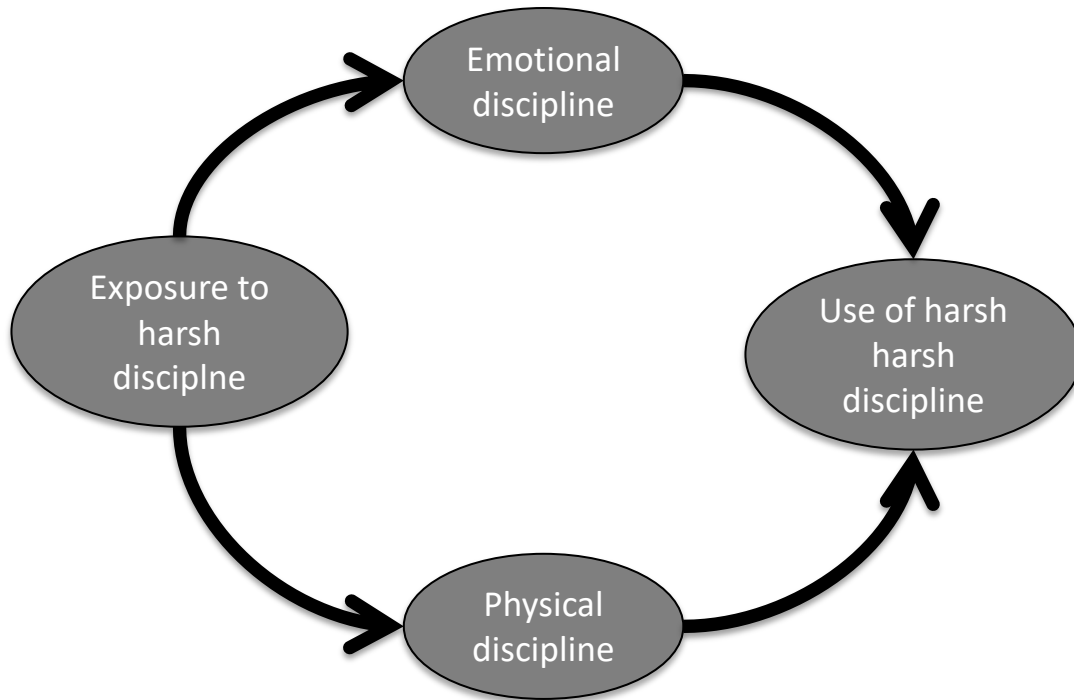 Emotional
discipline
Exposure to
harsh
disciplne
Use of harsh
harsh
discipline
Physical
discipline